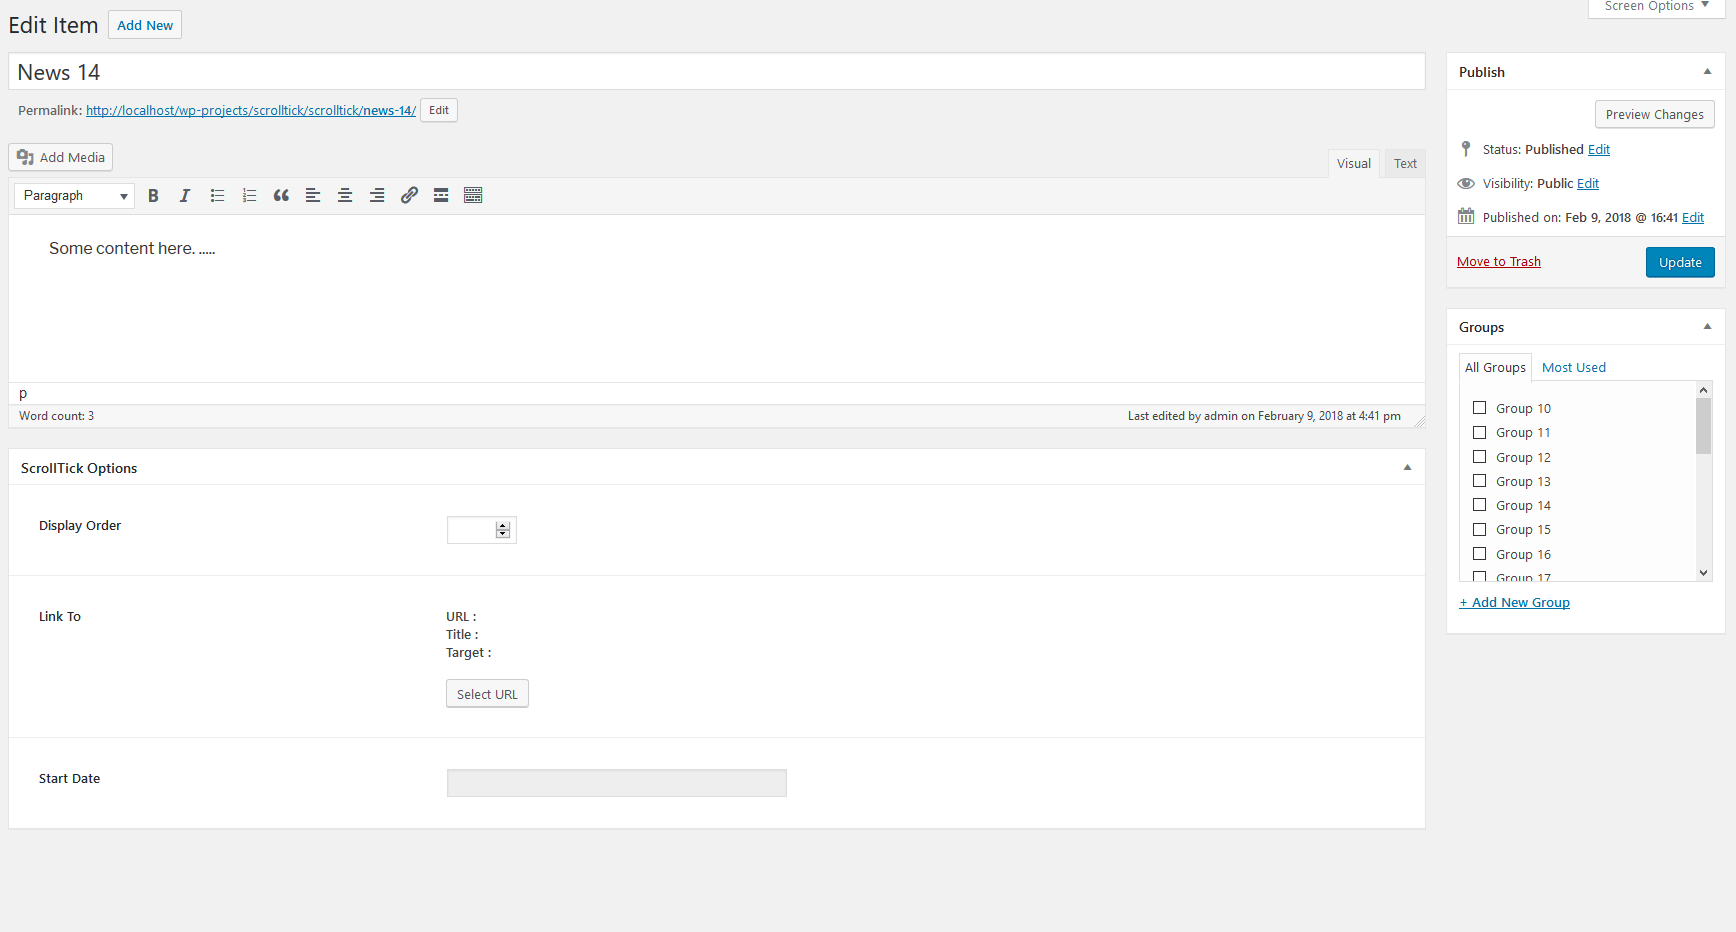 Screen Options
Edit Item Add New
News 14
Permalink: http://localhost/wp-projects/scrolltick/scrolltick/news-14/ Edit
Add Media
Visual Text
Paragraph
Some content here. .....
p
Word count: 3
Last edited by admin on February 9, 2018 at 4:41 pm
ScrollTick Options
Display Order
Link To
URL :
Title :
Target :
Select URL
Start Date
Publish
Preview Changes
Status: Published Edit
Visibility: Public Edit
Published on: Feb 9, 2018 @ 16:41 Edit
Move to Trash
Update
Groups
All Groups Most Used
Group 10
Group 11
Group 12
Group 13
Group 14
Group 15
Group 16
Group 17
+ Add New Group